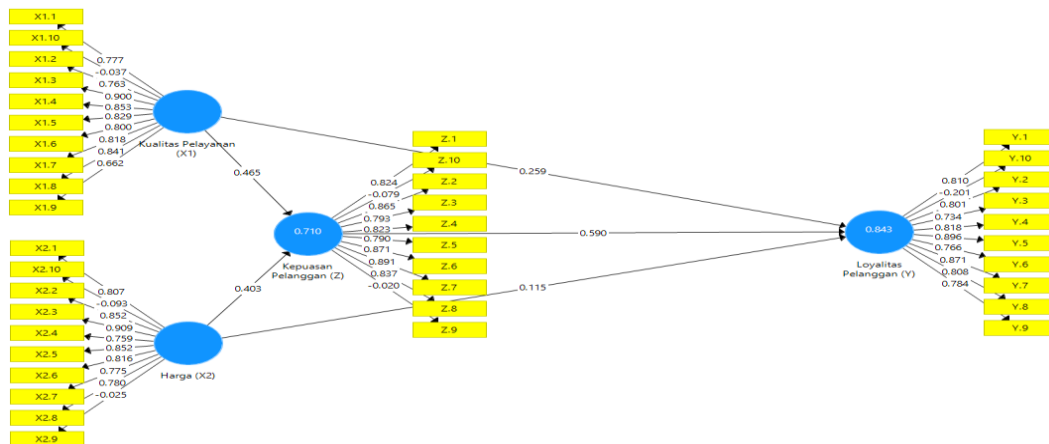 X1.1
X1.10
X1.2
X1.3
X1.4
X1.5
X1.6
X1.7
X1.8
X1.9
0.777
-0.037
0.763
0.900
0.853
0.829
0.800
0.818
0.841
0.662
Kualitas Pelayanan
(X1)
0.465
0.259
X2.1
X2.10
X2.2
X2.3
X2.4
X2.5
X2.6
X2.7
X2.8
X2.9
0.807
-0.093
0.852
0.909
0.759
0.852
0.816
0.775
0.780
-0.025
Harga (X2)
0.403
0.115
0.710
Kepuasan
Pelanggan (Z)
0.590
0.824
-0.079
0.865
0.793
0.823
0.790
0.871
0.891
0.837
-0.020
Z.1
Z.10
Z.2
Z.3
Z.4
Z.5
Z.6
Z.7
Z.8
Z.9
0.843
Loyalitas
Pelanggan (Y)
0.810
-0.201
0.801
0.734
0.818
0.896
0.766
0.871
0.808
0.784
Y.1
Y.10
Y.2
Y.3
Y.4
Y.5
Y.6
Y.7
Y.8
Y.9